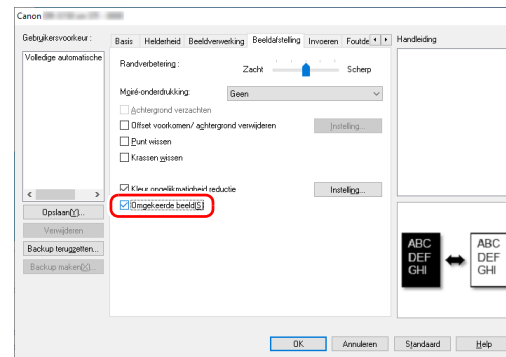 Canon
Gebruikersvoorkeur :
Volledige automatische
Opslaan(Y)...
Verwijderen
Backup terugzetten...
Backup maken(X)...
Basis Helderheid Beeldverwerking Beeldafstelling Invoeren Foutde
Randverbetering :
Zacht Scherp
Moiré-onderdrukking: Geen
Achtergrond verzachten
Offset voorkomen/ achtergrond verwijderen Instelling...
Punt wissen
Krassen wissen
Kleur ongelijkmatigheid reductie Instelling...
Omgekeerde beeld(S)
Handleiding
ABC
DEF
GHI
ABC
DEF
GHI
OK Annuleren Standaard Help